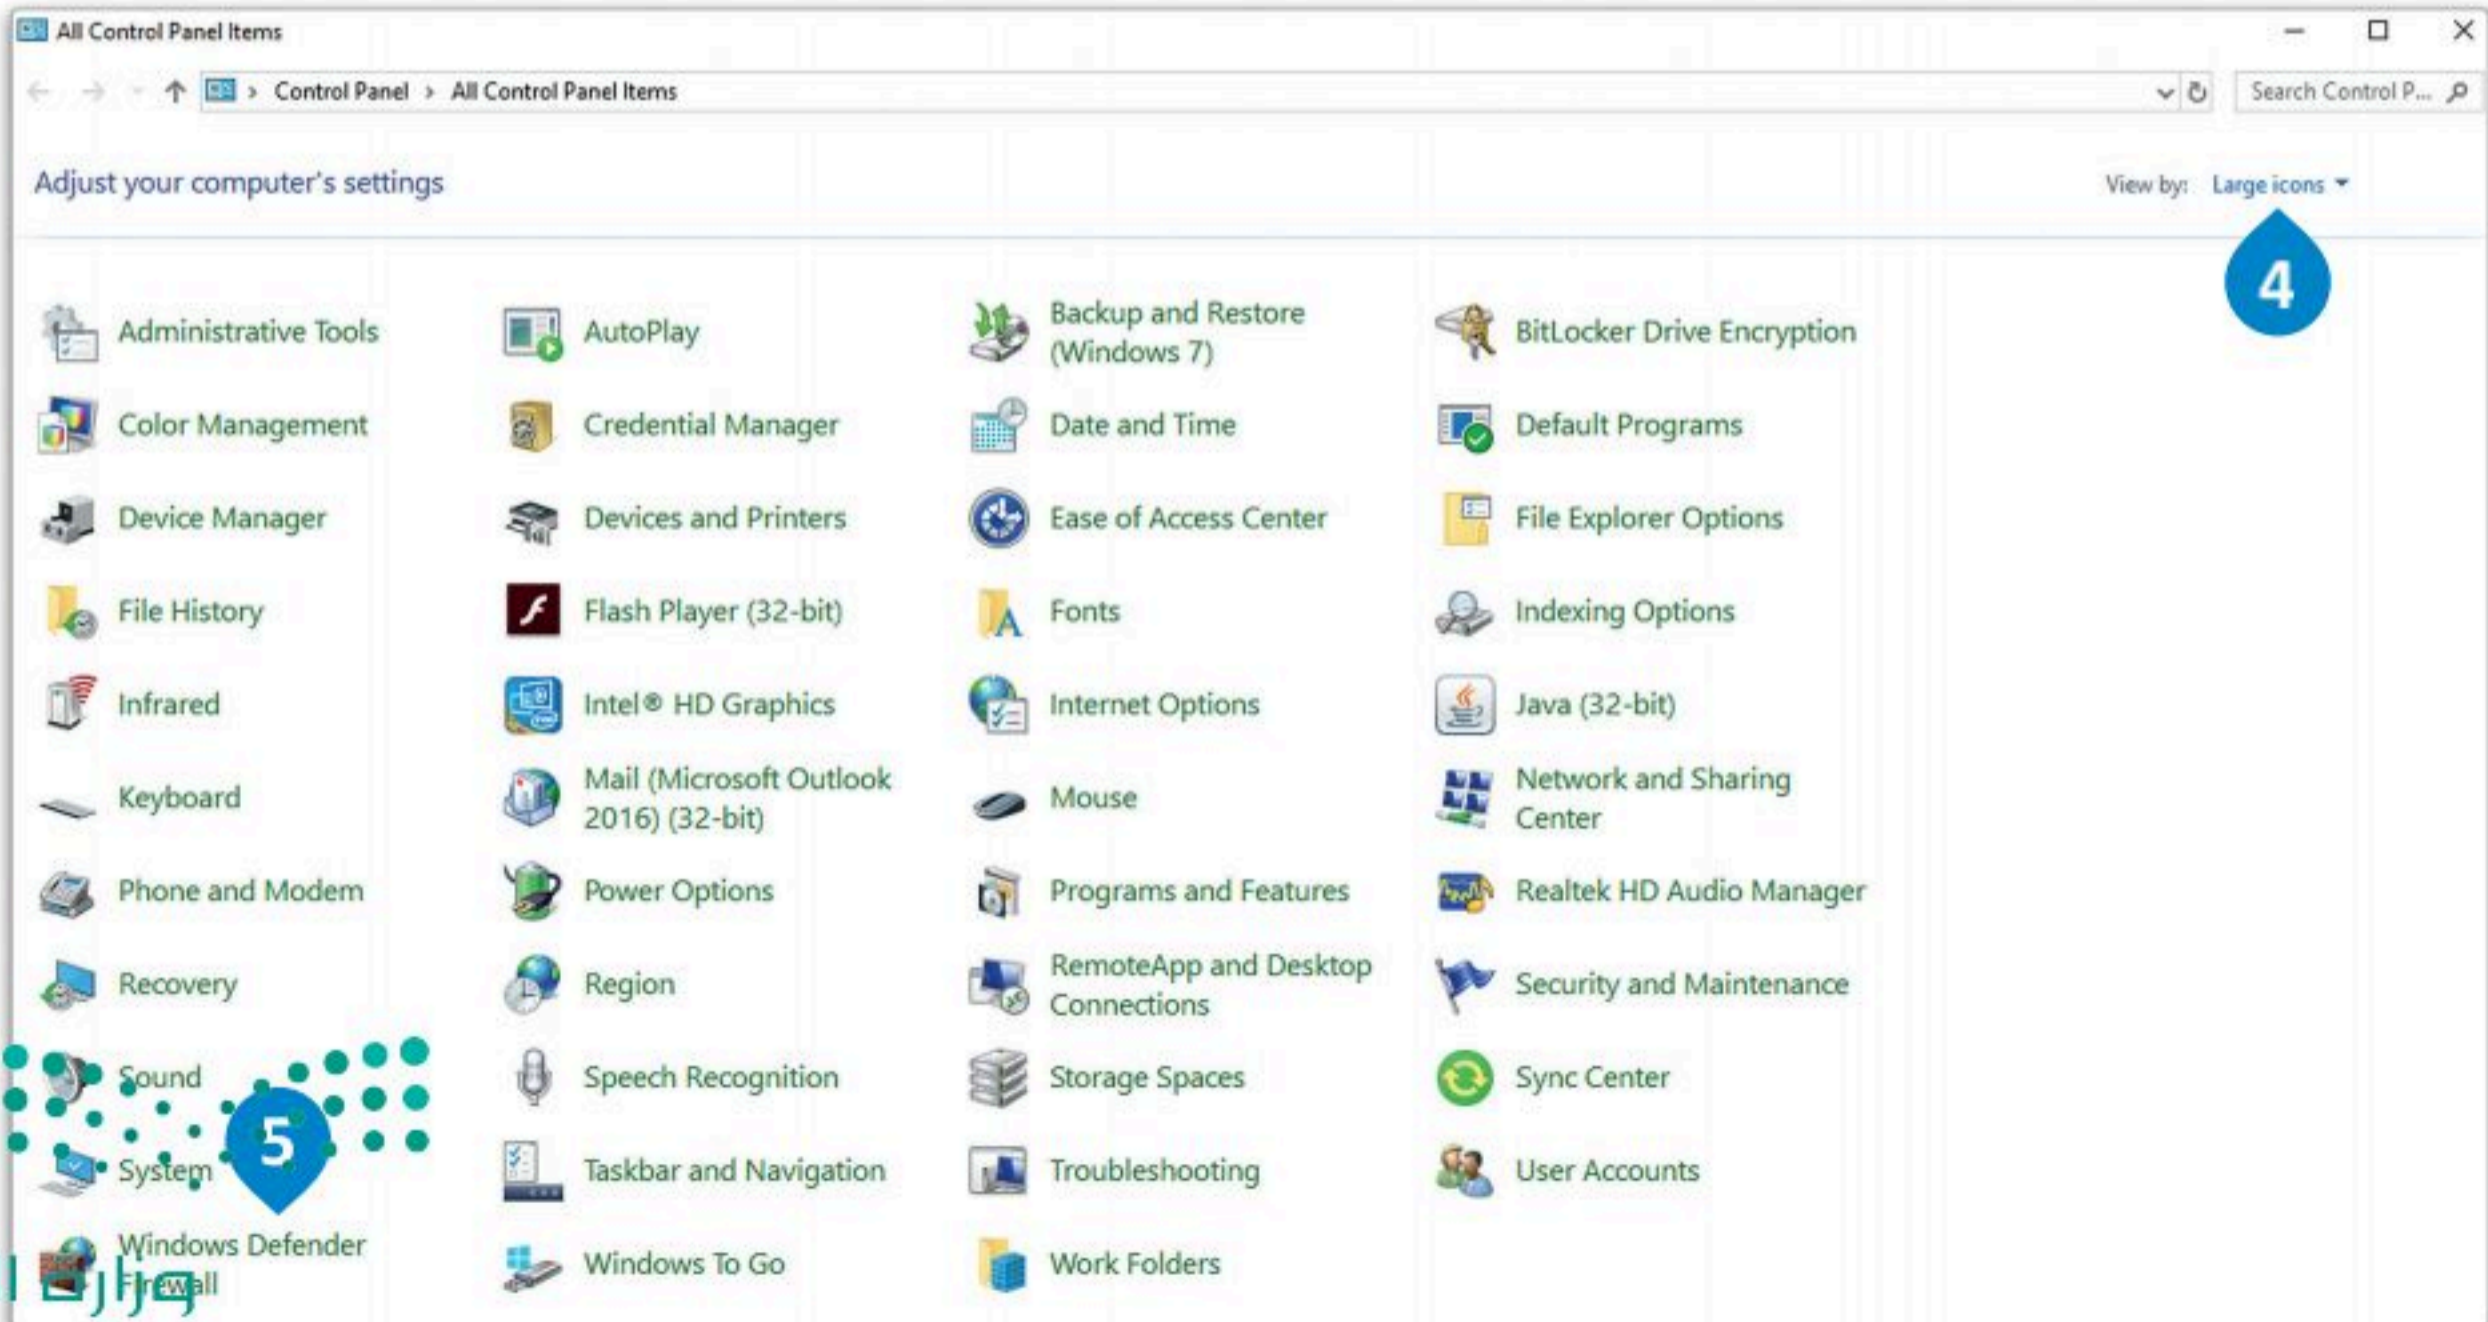 All Control Panel Items
Control Panel > All Control Panel Items
Search Control P...
Adjust your computer's settings
View by: Large icons
4
Administrative Tools
AutoPlay
Backup and Restore
(Windows 7)
BitLocker Drive Encryption
Color Management
Credential Manager
Date and Time
Default Programs
Device Manager
Devices and Printers
Ease of Access Center
File Explorer Options
File History
Flash Player (32-bit)
Fonts
Indexing Options
Infrared
Intel® HD Graphics
Internet Options
Java (32-bit)
Keyboard
Mail (Microsoft Outlook
2016) (32-bit)
Mouse
Network and Sharing
Center
Phone and Modem
Power Options
Programs and Features
Realtek HD Audio Manager
Recovery
Region
RemoteApp and Desktop
Connections
Security and Maintenance
Sound
Speech Recognition
Storage Spaces
Sync Center
5
System
Taskbar and Navigation
Troubleshooting
User Accounts
Windows Defender
Firewall
Windows To Go
Work Folders